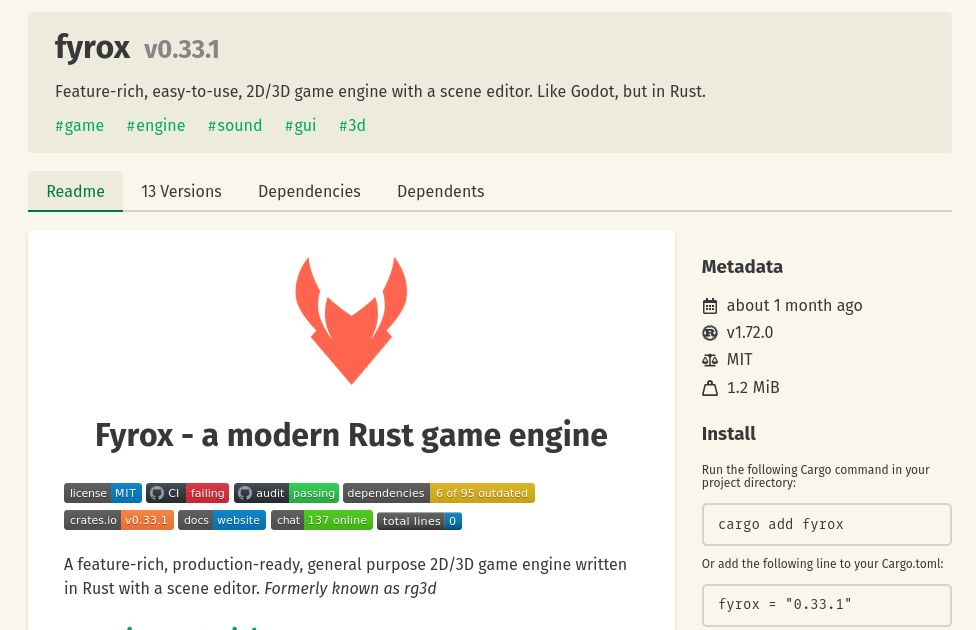 fyrox v0.33.1
Feature-rich, easy-to-use, 2D/3D game engine with a scene editor. Like Godot, but in Rust.
#game #engine #sound #gui #3d
Readme 13 Versions Dependencies Dependents
Fyrox - a modern Rust game engine
license MIT CI failing audit passing dependencies 6 of 95 outdated
crates.io v0.33.1 docs website chat 137 online total lines 0
A feature-rich, production-ready, general purpose 2D/3D game engine written
in Rust with a scene editor. Formerly known as rg3d
Metadata
about 1 month ago
v1.72.0
MIT
1.2 MiB
Install
Run the following Cargo command in your
project directory:
cargo add fyrox
Or add the following line to your Cargo.toml:
fyrox = "0.33.1"